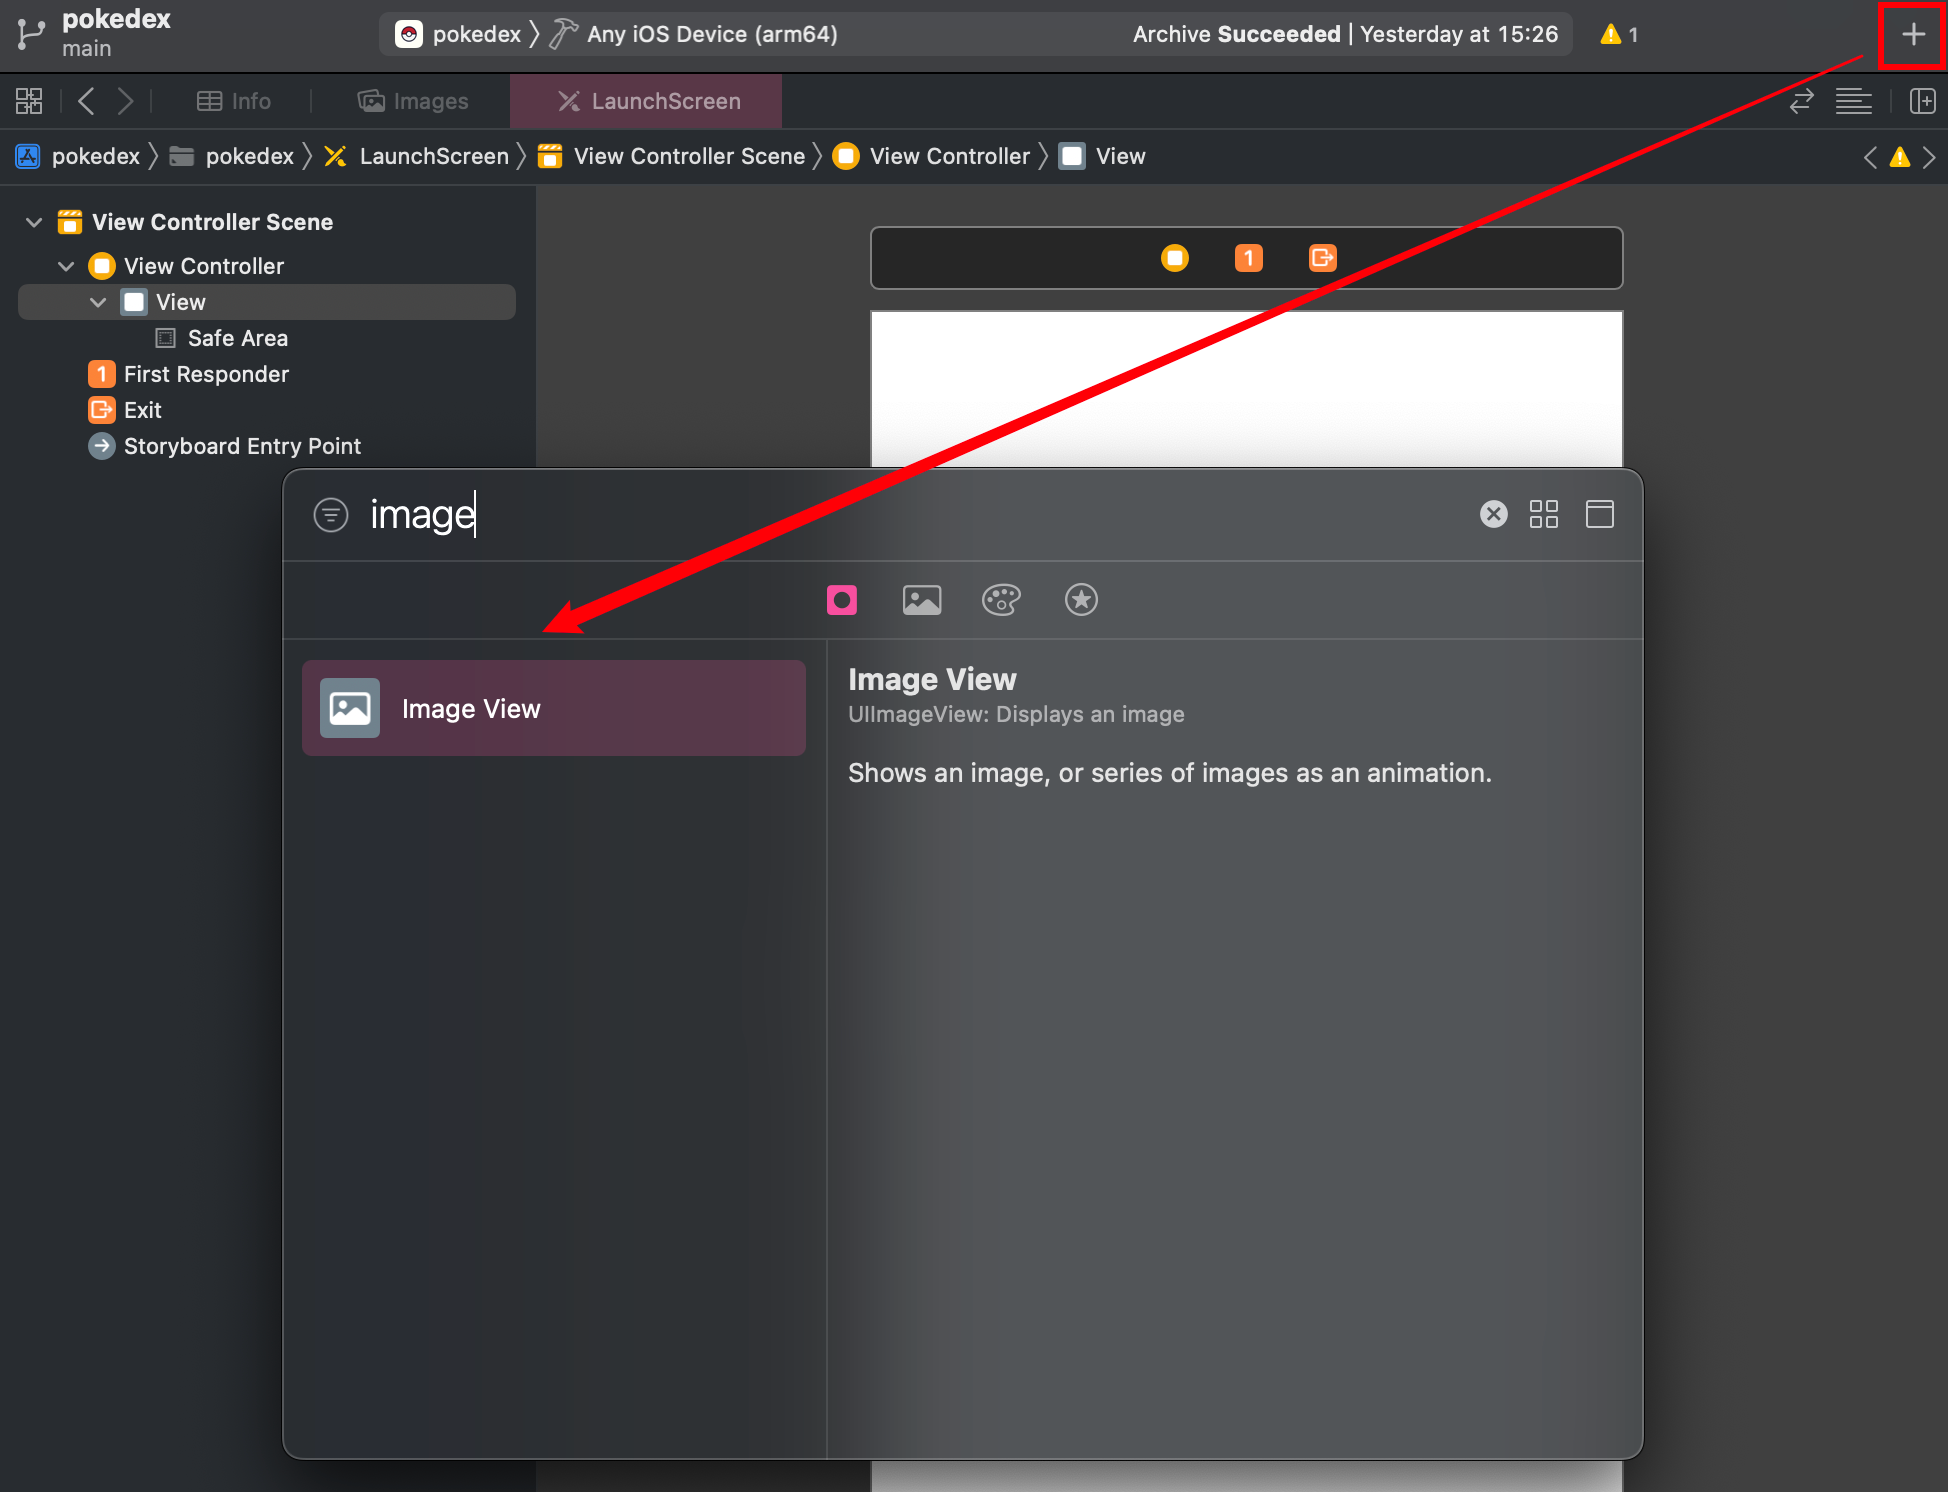 pokedex
main
pokedex Any iOS Device (arm64) Archive Succeeded | Yesterday at 15:26 1
Info Images LaunchScreen
pokedex pokedex LaunchScreen View Controller Scene View Controller View
View Controller Scene
View Controller
View
Safe Area
1 First Responder
Exit
Storyboard Entry Point
1
image
Image View
Image View
UIImageView: Displays an image
Shows an image, or series of images as an animation.